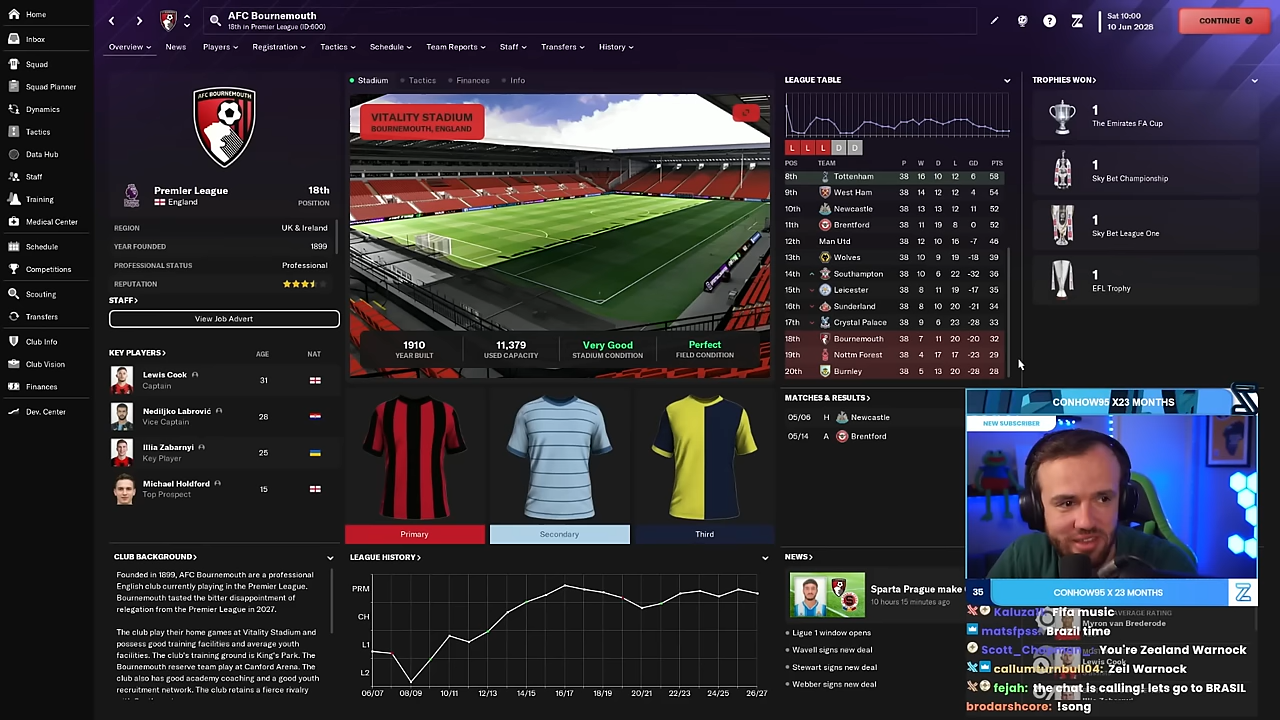 Home
Inbox
Squad
Squad Planner
Dynamics
Tactics
Data Hub
Staff
Training
Medical Center
Schedule
Competitions
Scouting
Transfers
Club Info
Club Vision
Finances
Dev. Center
AFC Bournemouth
18th in Premier League (ID:600)
Sat 10:00
10 Jun 2028
CONTINUE
Overview
News
Players
Registration
Tactics
Schedule
Team Reports
Staff
Transfers
History
AFC BOURNEMOUTH
Premier League
England
18th
POSITION
REGION UK & Ireland
YEAR FOUNDED 1899
PROFESSIONAL STATUS Professional
REPUTATION
STAFF>
View Job Advert
KEY PLAYERS> AGE NAT
Lewis Cook
Captain
31
Nediljko Labrović
Vice Captain
28
Illia Zabarnyi
Key Player
25
Michael Holdford
Top Prospect
15
CLUB BACKGROUND>
Founded in 1899, AFC Bournemouth are a professional
English club currently playing in the Premier League.
Bournemouth tasted the bitter disappointment of
relegation from the Premier League in 2027.
The club play their home games at Vitality Stadium and
possess good training facilities and average youth
facilities. The club's training ground is King's Park. The
Bournemouth reserve team play at Canford Arena. The
club also has good academy coaching and a good youth
recruitment network. The club retains a fierce rivalry
Stadium Tactics Finances Info
VITALITY STADIUM
BOURNEMOUTH, ENGLAND
1910
YEAR BUILT
11,379
USED CAPACITY
Very Good
STADIUM CONDITION
Perfect
FIELD CONDITION
Primary
Secondary
Third
LEAGUE HISTORY>
PRM
CH
L1
L2
06/07 08/09 10/11 12/13 14/15 16/17 18/19 20/21 22/23 24/25 26/27
LEAGUE TABLE
L L L D D
POS TEAM P W D L GD PTS
8th Tottenham 38 16 10 12 6 58
9th West Ham 38 14 12 12 4 54
10th Newcastle 38 13 13 12 11 52
11th Brentford 38 11 19 8 0 52
12th Man Utd 38 12 10 16 -7 46
13th Wolves 38 10 9 19 -18 39
14th Southampton 38 10 6 22 -32 36
15th Leicester 38 8 11 19 -17 35
16th Sunderland 38 8 10 20 -21 34
17th Crystal Palace 38 9 6 23 -28 33
18th Bournemouth 38 7 11 20 -20 32
19th Nottm Forest 38 4 17 17 -23 29
20th Burnley 38 5 13 20 -28 28
MATCHES & RESULTS>
05/06 H Newcastle
05/14 A Brentford
NEWS>
Sparta Prague make
10 hours 15 minutes ago
Ligue 1 window opens
Wavell signs new deal
Stewart signs new deal
Webber signs new deal
TROPHIES WON>
1
The Emirates FA Cup
1
Sky Bet Championship
1
Sky Bet League One
1
EFL Trophy
CONHOW95 X23 MONTHS
NEW SUBSCRIBER
35 CONHOW95 X 23 MONTHS
AVERAGE RATING
Myron van Brederode
Lewis Cook
Fifa music
matsfpss: Brazil time
You're Zealand Warnock
callumturnbull04: Zeil Warnock
fejah: the chat is calling! lets go to BRASIL
brodarshcore: !song